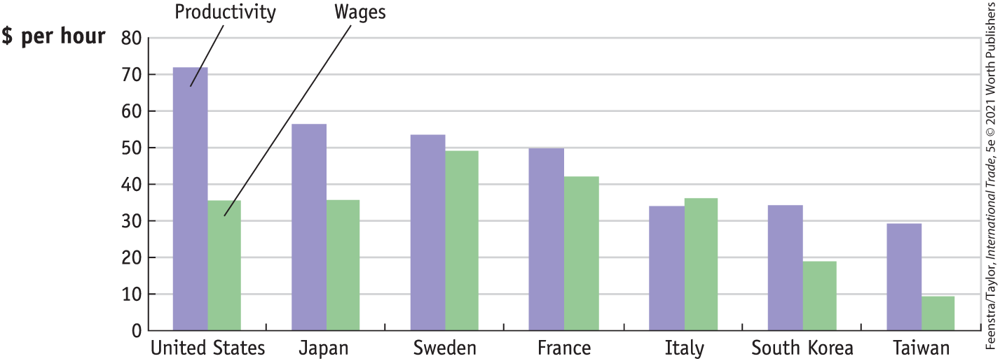 Productivity Wages
$ per hour
80
70
60
50
40
30
20
10
0
United States Japan Sweden France Italy South Korea Taiwan
Feenstra/Taylor, International Trade, 5e © 2021 Worth Publishers